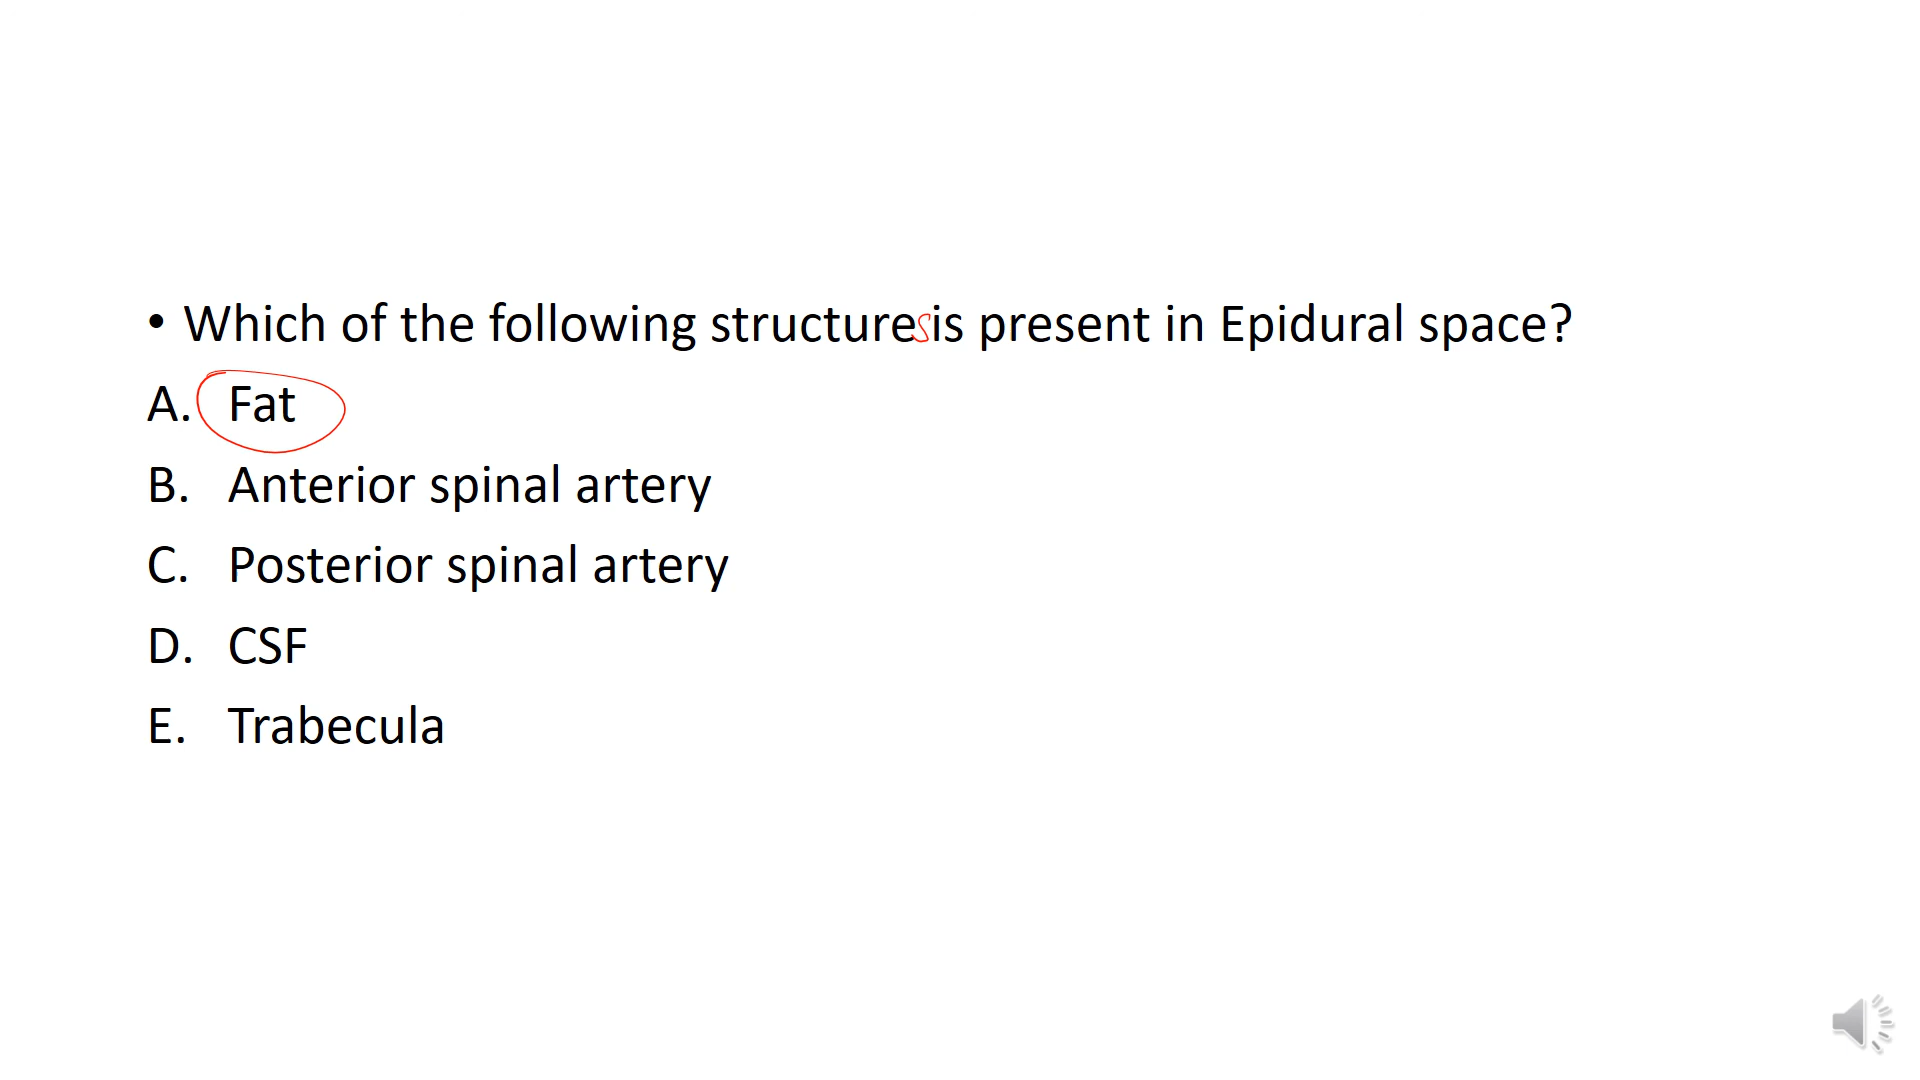 • Which of the following structures is present in Epidural space?
A. Fat
B. Anterior spinal artery
C. Posterior spinal artery
D. CSF
E. Trabecula